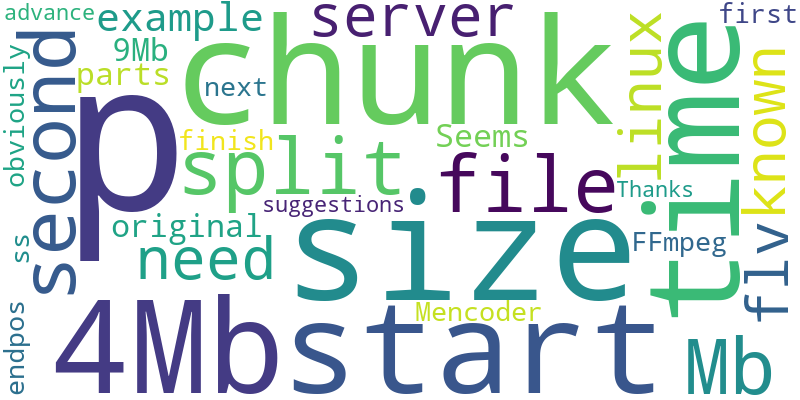 advance
example
server
first
9Mb
parts
next
chunk
second
obviously
p
finish
split
Seems
file
linux
time
known
flv
suggestions
Thanks
original
need
size
FFmpeg
ss
endpos
4Mb
start
Mencoder
Mb